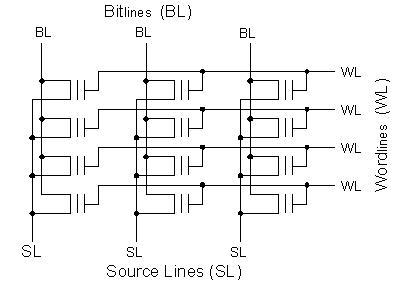 Bitlines (BL)
BL BL BL
WL
WL
WL
WL
Wordlines (WL)
SL SL SL
Source Lines (SL)